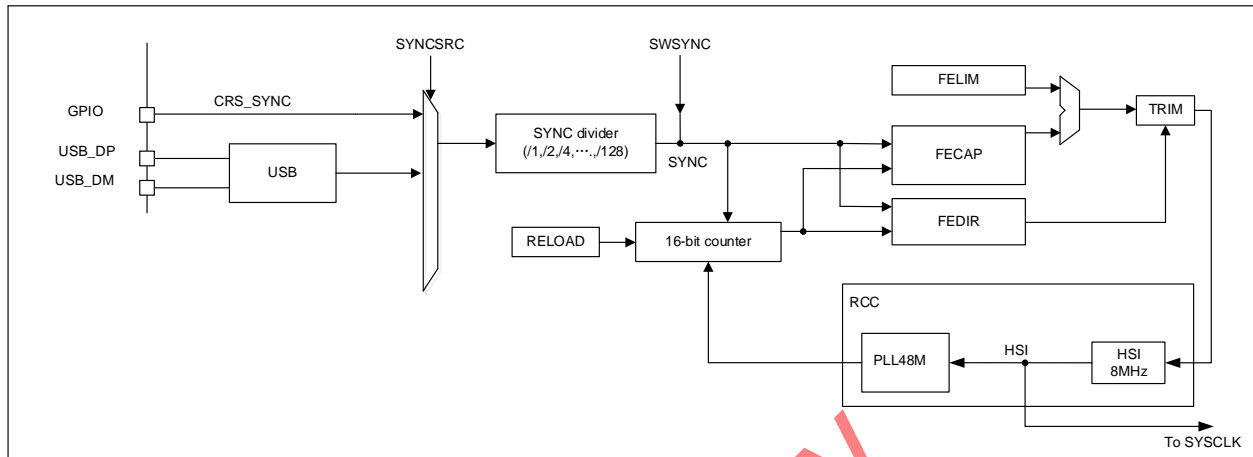 SYNCSRC
SWSYNC
FELIM
GPIO
CRS_SYNC
TRIM
SYNC divider
(/1,/2,/4,····,/128)
FECAP
USB_DP
USB
SYNC
USB_DM
FEDIR
RELOAD
16-bit counter
RCC
PLL48M
HSI
HSI
8MHz
To SYSCLK